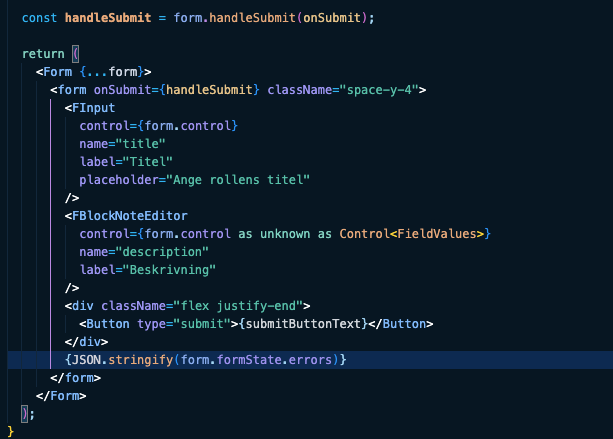 const handleSubmit = form.handleSubmit(onSubmit);
return (
<Form {...form}>
<form onSubmit={handleSubmit} className="space-y-4">
<FInput
control={form.control}
name="title"
label="Titel"
placeholder="Ange rollens titel"
/>
<FBlockNoteEditor
control={form.control as unknown as Control<FieldValues>}
name="description"
label="Beskrivning"
/>
<div className="flex justify-end">
<Button type="submit">{submitButtonText}</Button>
</div>
{JSON.stringify(form.formState.errors)}
</form>
</Form>
);
}